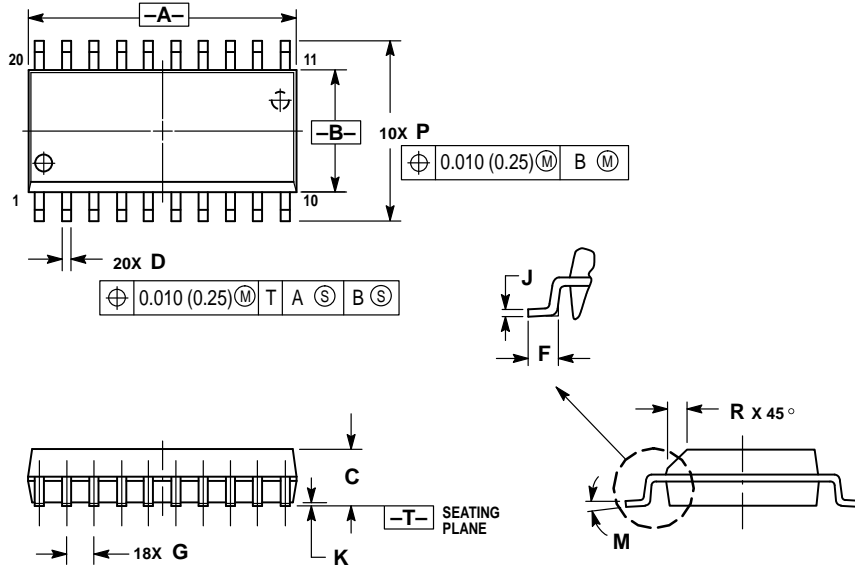 –A–
20 11
–B–
10X P
⌖ 0.010 (0.25) Ⓜ B Ⓜ
1 10
20X D
⌖ 0.010 (0.25) Ⓜ T A Ⓢ B Ⓢ
J
F
R X 45°
C
–T– SEATING
PLANE
K
M
18X G